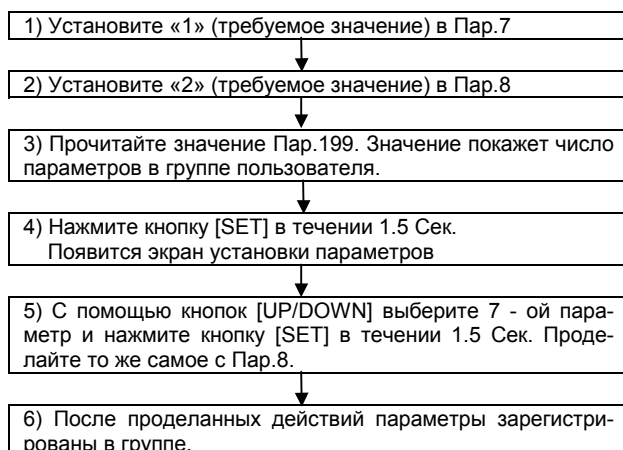 1) Установите «1» (требуемое значение) в Пар.7
2) Установите «2» (требуемое значение) в Пар.8
3) Прочитайте значение Пар.199. Значение покажет число
параметров в группе пользователя.
4) Нажмите кнопку [SET] в течении 1.5 Сек.
Появится экран установки параметров
5) С помощью кнопок [UP/DOWN] выберите 7 - ой пара-
метр и нажмите кнопку [SET] в течении 1.5 Сек. Проде-
лайте то же самое с Пар.8.
6) После проделанных действий параметры зарегистри-
рованы в группе.